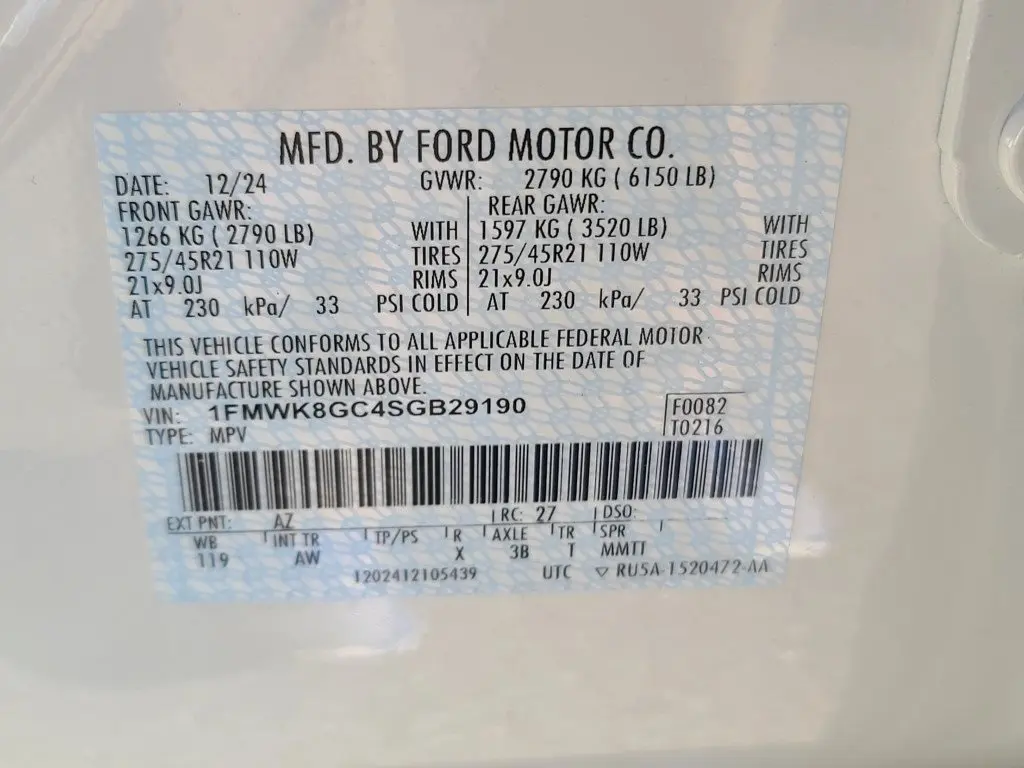 MFD. BY FORD MOTOR CO.
DATE: 12/24 GVWR: 2790 KG ( 6150 LB)
FRONT GAWR: REAR GAWR:
1266 KG ( 2790 LB) WITH 1597 KG ( 3520 LB) WITH
275/45R21 110W TIRES 275/45R21 110W TIRES
21x9.0J RIMS 21x9.0J RIMS
AT 230 kPa/ 33 PSI COLD AT 230 kPa/ 33 PSI COLD
THIS VEHICLE CONFORMS TO ALL APPLICABLE FEDERAL MOTOR
VEHICLE SAFETY STANDARDS IN EFFECT ON THE DATE OF
MANUFACTURE SHOWN ABOVE.
VIN: 1FMWK8GC4SGB29190 F0082
TYPE: MPV T0216
EXT PNT: AZ RC: 27 DSO:
WB INT TR TP/PS R AXLE TR SPR
119 AW X 3B T MMTT
1202412105439 UTC ▽ RU5A-1520472-AA